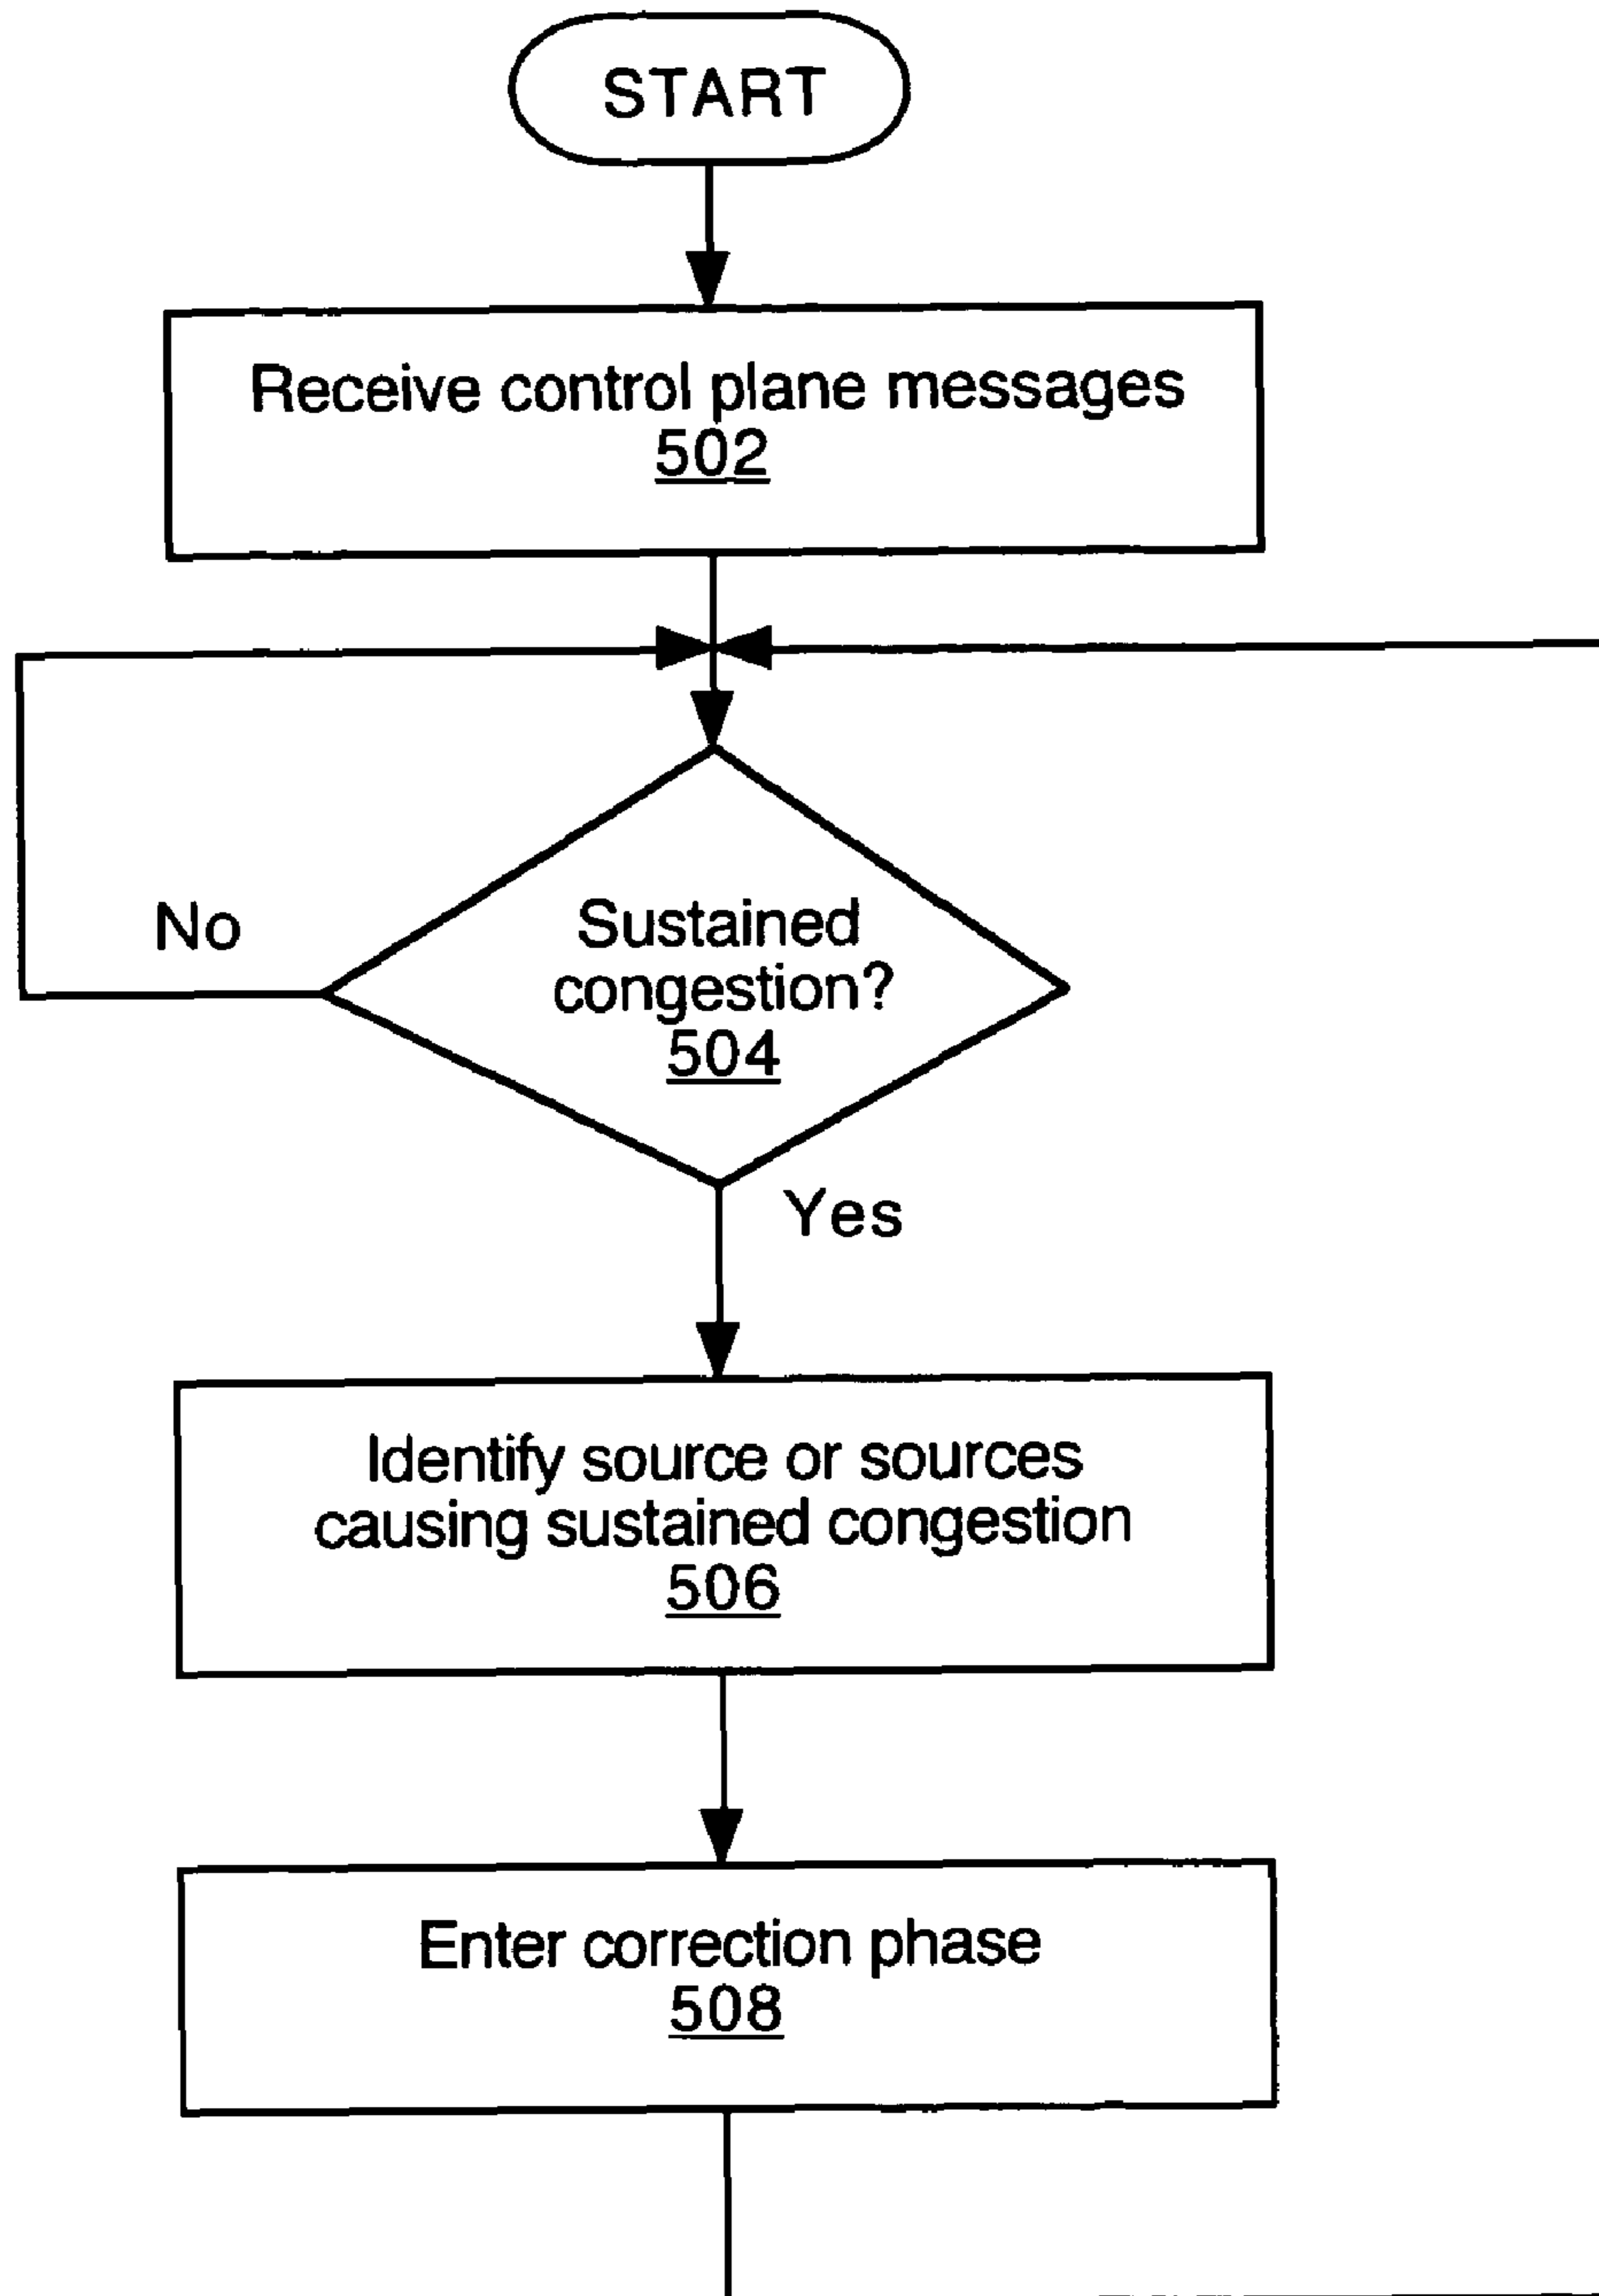 START
Receive control plane messages
502
Sustained
congestion?
504
No
Yes
Identify source or sources
causing sustained congestion
506
Enter correction phase
508